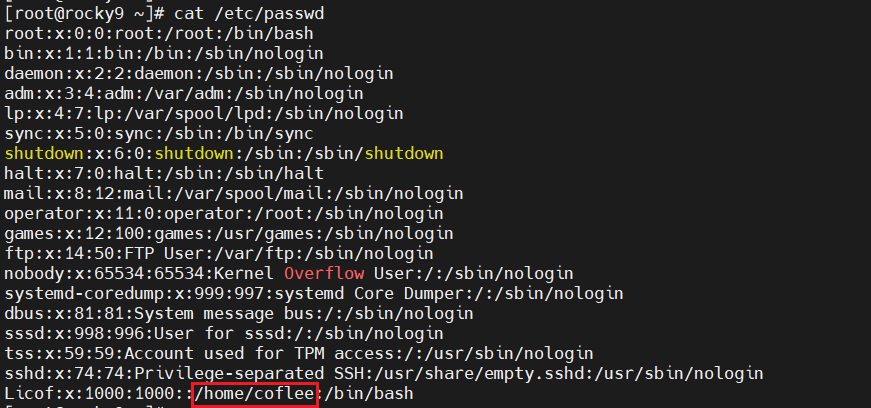 [root@rocky9 ~]# cat /etc/passwd
root:x:0:0:root:/root:/bin/bash
bin:x:1:1:bin:/bin:/sbin/nologin
daemon:x:2:2:daemon:/sbin:/sbin/nologin
adm:x:3:4:adm:/var/adm:/sbin/nologin
lp:x:4:7:lp:/var/spool/lpd:/sbin/nologin
sync:x:5:0:sync:/sbin:/bin/sync
shutdown:x:6:0:shutdown:/sbin:/sbin/shutdown
halt:x:7:0:halt:/sbin:/sbin/halt
mail:x:8:12:mail:/var/spool/mail:/sbin/nologin
operator:x:11:0:operator:/root:/sbin/nologin
games:x:12:100:games:/usr/games:/sbin/nologin
ftp:x:14:50:FTP User:/var/ftp:/sbin/nologin
nobody:x:65534:65534:Kernel Overflow User:/:/sbin/nologin
systemd-coredump:x:999:997:systemd Core Dumper:/:/sbin/nologin
dbus:x:81:81:System message bus:/:/sbin/nologin
sssd:x:998:996:User for sssd:/:/sbin/nologin
tss:x:59:59:Account used for TPM access:/:/usr/sbin/nologin
sshd:x:74:74:Privilege-separated SSH:/usr/share/empty.sshd:/usr/sbin/nologin
Licof:x:1000:1000::/home/coflee:/bin/bash